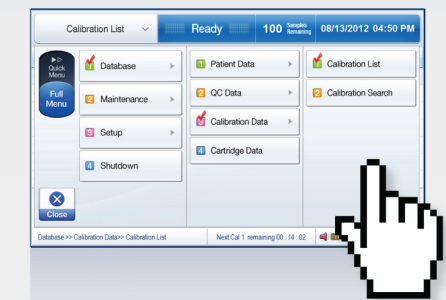 Calibration List
Ready
100 Samples Remaining
08/13/2012 04:50 PM
Quick Menu
Full Menu
1 Database
2 Maintenance
3 Setup
4 Shutdown
1 Patient Data
2 QC Data
Calibration Data
4 Cartridge Data
1 Calibration List
2 Calibration Search
Close
Database >> Calibration Data>> Calibration List
Next Cal 1 remaining 00 : 14 : 02